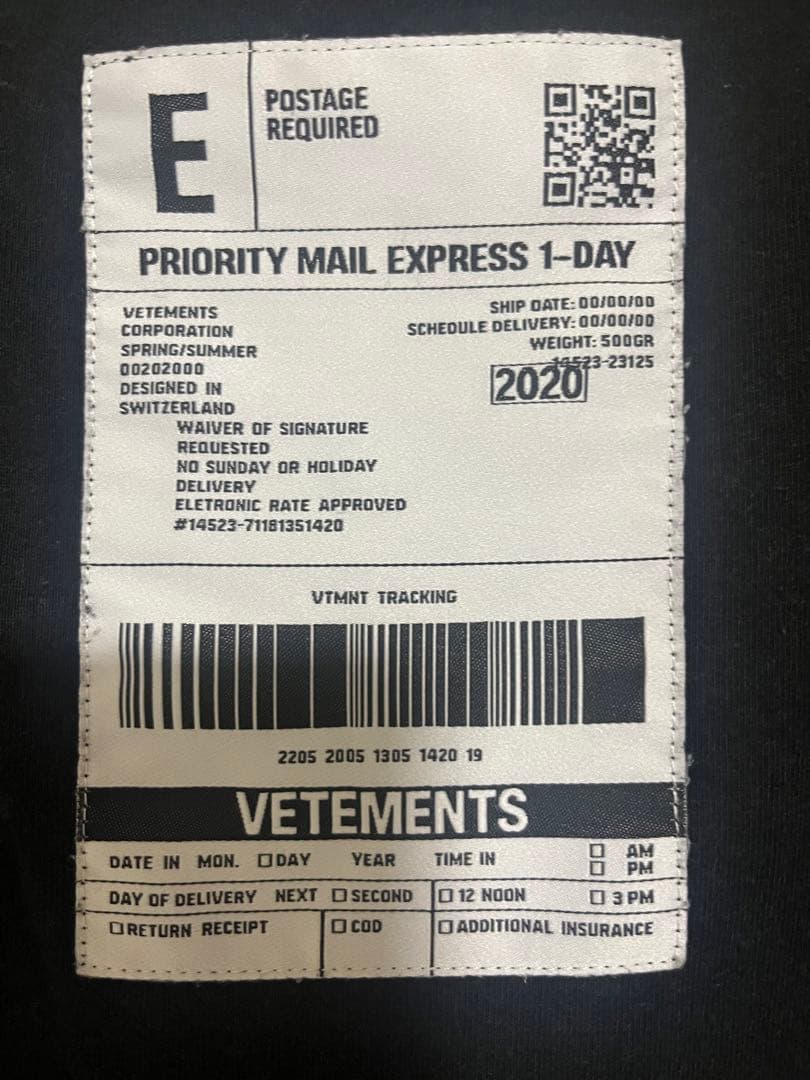 E
POSTAGE
REQUIRED
PRIORITY MAIL EXPRESS 1-DAY
VETEMENTS
CORPORATION
SPRING/SUMMER
00202000
DESIGNED IN
SWITZERLAND
WAIVER OF SIGNATURE
REQUESTED
NO SUNDAY OR HOLIDAY
DELIVERY
ELETRONIC RATE APPROVED
#14523-71181351420
SHIP DATE: 00/00/00
SCHEDULE DELIVERY: 00/00/00
WEIGHT: 500GR
14523-23125
2020
VTMNT TRACKING
2205 2005 1305 1420 19
VETEMENTS
DATE IN MON. DAY YEAR TIME IN AM
PM
DAY OF DELIVERY NEXT SECOND 12 NOON 3 PM
RETURN RECEIPT COD ADDITIONAL INSURANCE